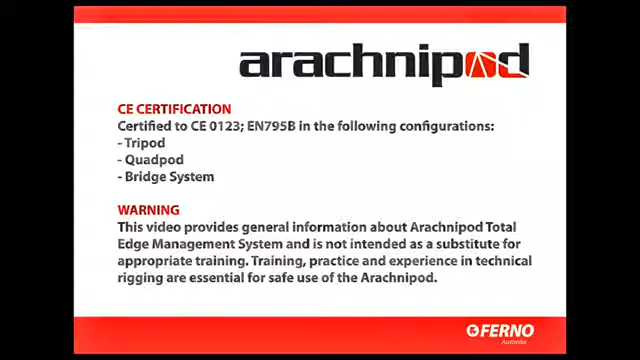 arachnipod
CE CERTIFICATION
Certified to CE 0123; EN795B in the following configurations:
- Tripod
- Quadpod
- Bridge System
WARNING
This video provides general information about Arachnipod Total
Edge Management System and is not intended as a substitute for
appropriate training. Training, practice and experience in technical
rigging are essential for safe use of the Arachnipod.
FERNO
Australia